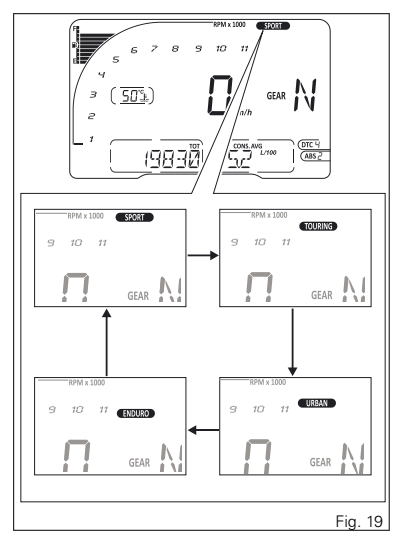 RPM x 1000 SPORT
F
E
1 2 3 4 5 6 7 8 9 10 11
50°
0
GEAR N
TOT
19830
CONS. AVG
5.2 L/100
DTC 4
ABS 2
RPM x 1000 SPORT
9 10 11
GEAR N
RPM x 1000
TOURING
9 10 11
GEAR N
RPM x 1000
9 10 11 ENDURO
GEAR N
RPM x 1000
URBAN
9 10 11
GEAR N
Fig. 19